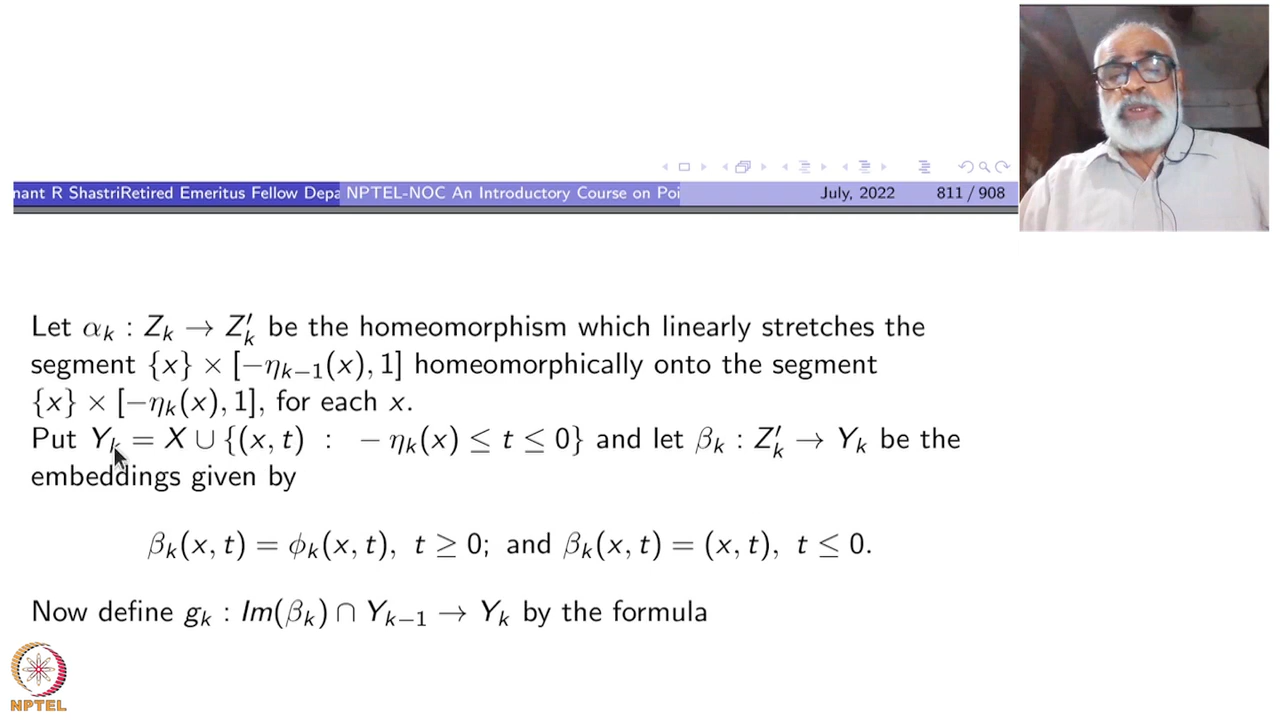 nant R ShastriRetired Emeritus Fellow Depa NPTEL-NOC An Introductory Course on Poi July, 2022 811 / 908
Let αₖ : Zₖ → Z′ₖ be the homeomorphism which linearly stretches the
segment {x} × [−ηₖ₋₁(x), 1] homeomorphically onto the segment
{x} × [−ηₖ(x), 1], for each x.
Put Yₖ = X ∪ {(x, t) : − ηₖ(x) ≤ t ≤ 0} and let βₖ : Z′ₖ → Yₖ be the
embeddings given by
βₖ(x, t) = ϕₖ(x, t), t ≥ 0; and βₖ(x, t) = (x, t), t ≤ 0.
Now define gₖ : Im(βₖ) ∩ Yₖ₋₁ → Yₖ by the formula
NPTEL